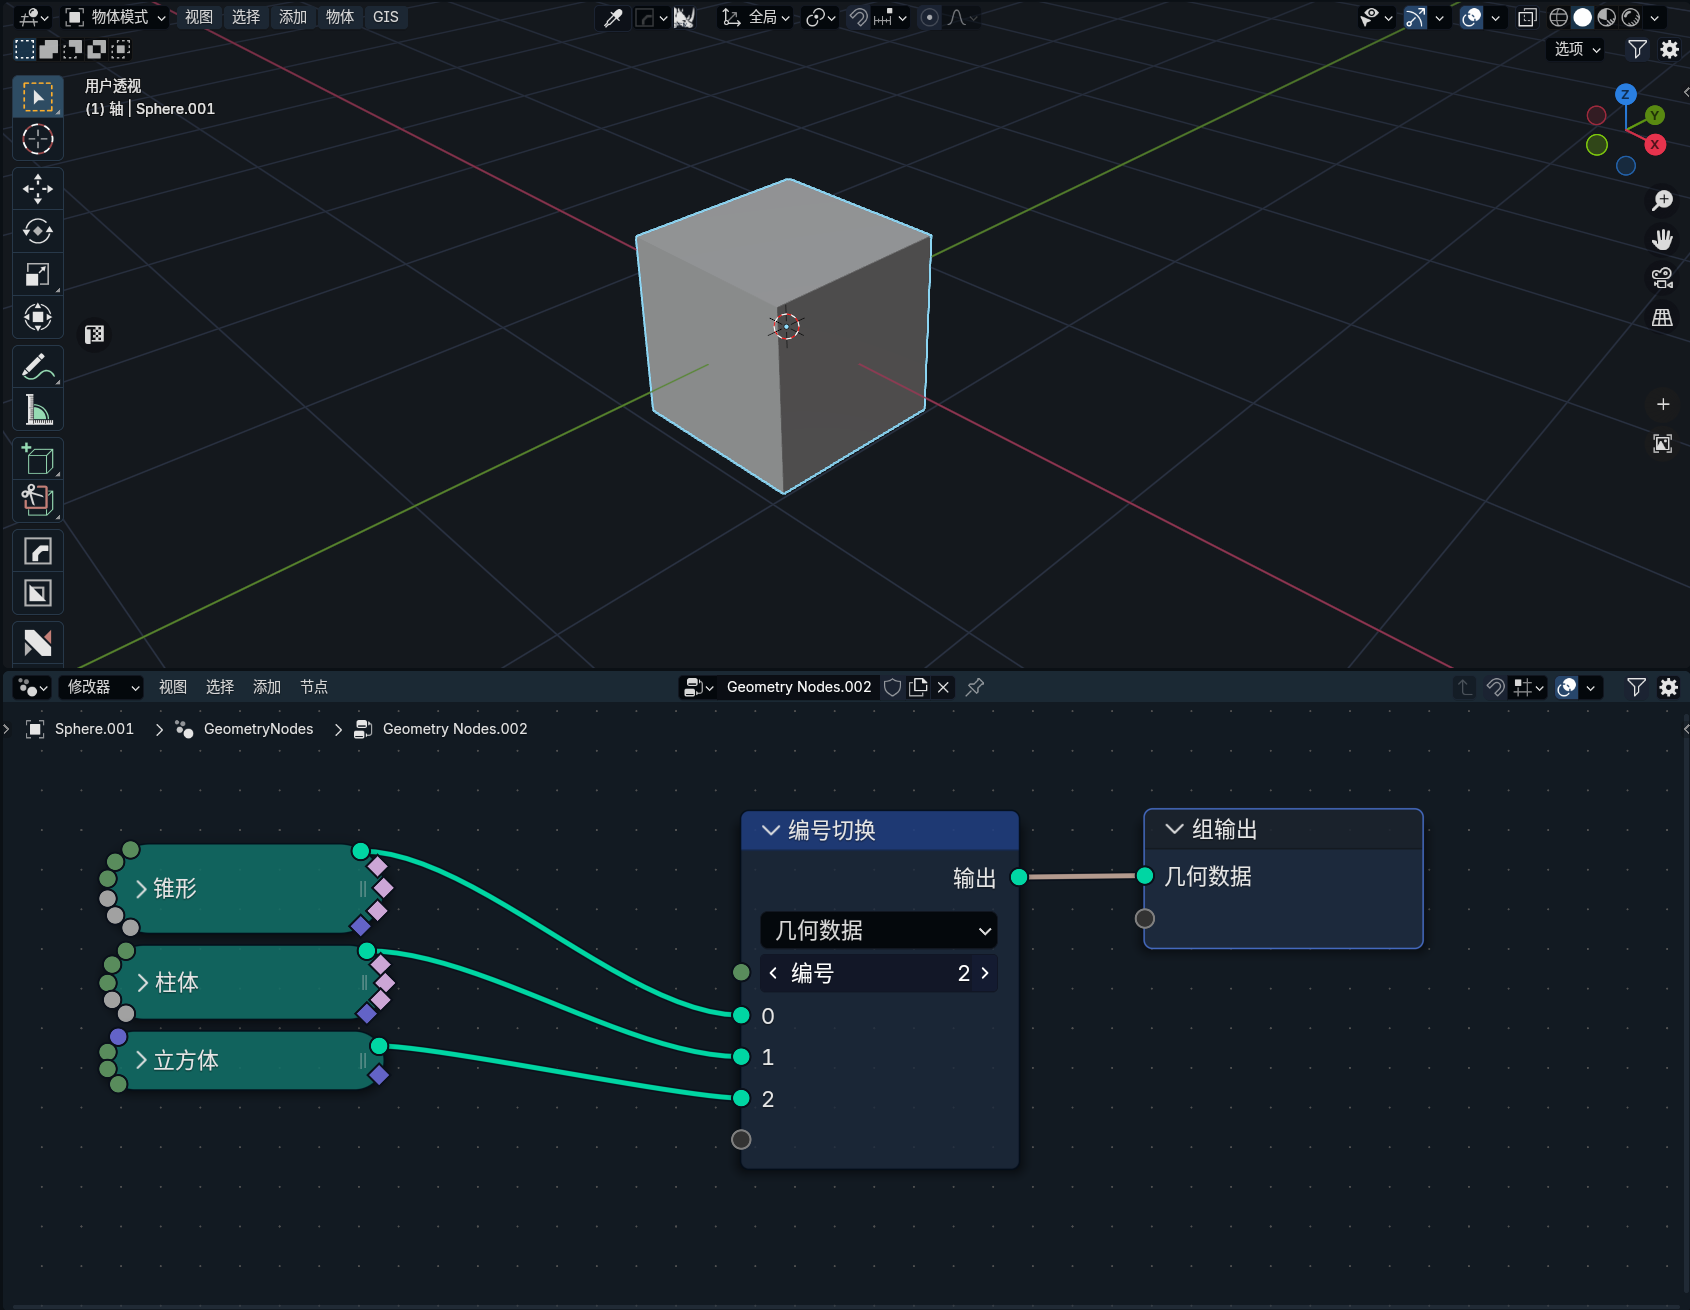 物体模式 视图 选择 添加 物体 GIS 全局
选项
用户透视
(1) 轴 | Sphere.001
Z
Y
X
修改器 视图 选择 添加 节点 Geometry Nodes.002
Sphere.001 > GeometryNodes > Geometry Nodes.002
锥形
柱体
立方体
编号切换
输出
几何数据
编号 2
0
1
2
组输出
几何数据